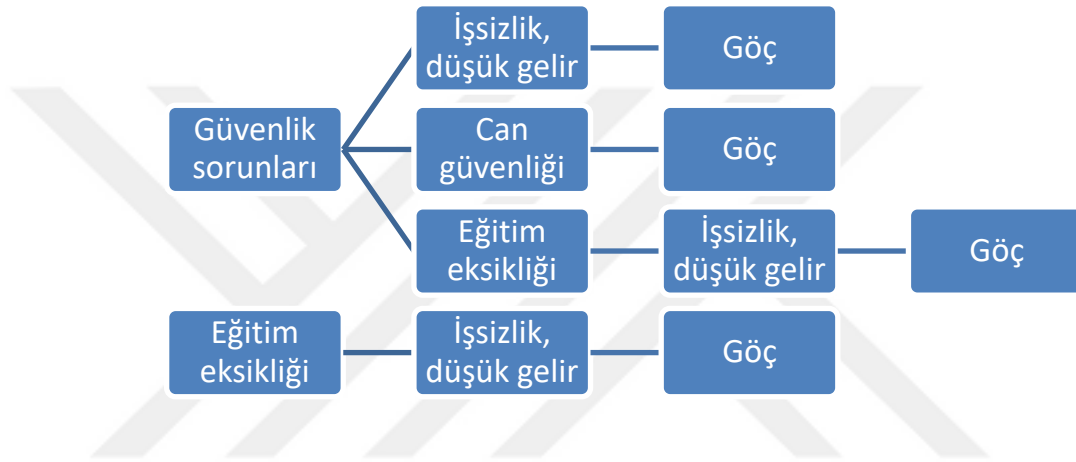 İşsizlik,
düşük gelir
Göç
Güvenlik
sorunları
Can
güvenliği
Göç
Eğitim
eksikliği
İşsizlik,
düşük gelir
Göç
Eğitim
eksikliği
İşsizlik,
düşük gelir
Göç